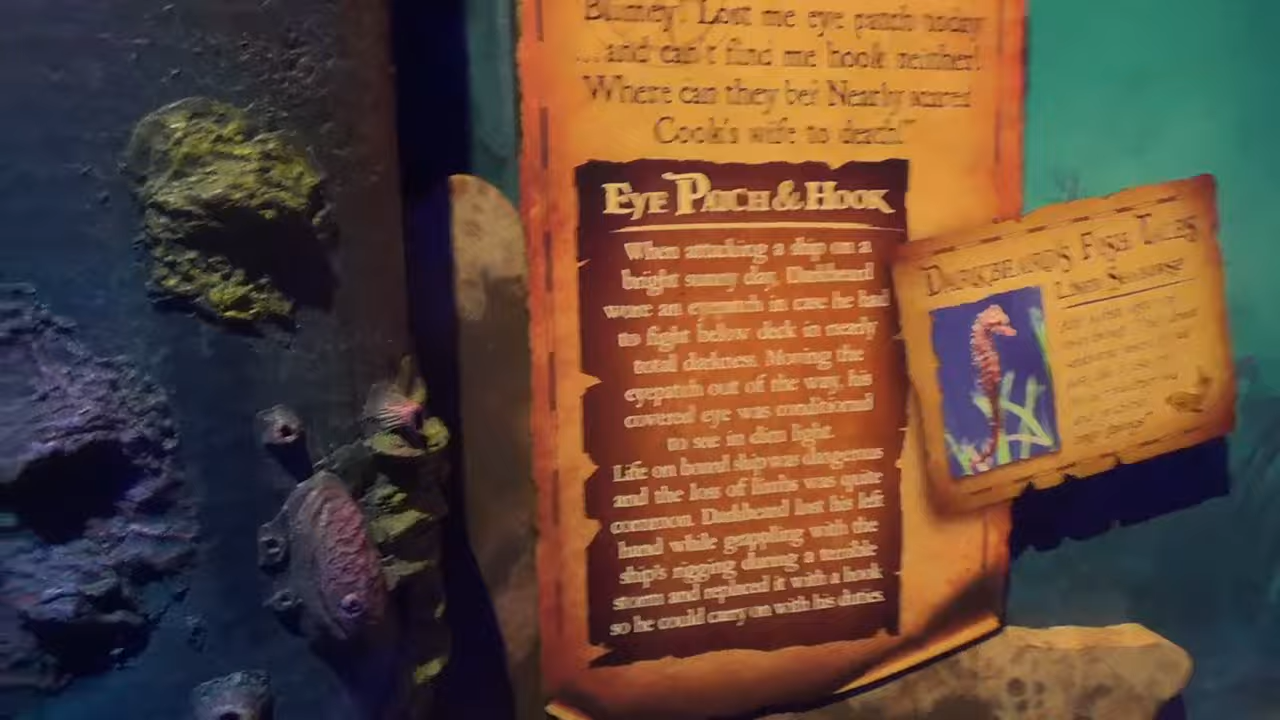 Blimey! Lost me eye patch today
...and can't find me hook neither!
Where can they be? Nearly scared
Cook's wife to death!"
EYE PATCH & HOOK
When attacking a ship on a
bright sunny day, Darkbeard
wore an eyepatch in case he had
to fight below deck in nearly
total darkness. Moving the
eyepatch out of the way, his
covered eye was conditioned
to see in dim light.
Life on board ship was dangerous
and the loss of limbs was quite
common. Darkbeard lost his left
hand while grappling with the
ship's rigging during a terrible
storm and replaced it with a hook
so he could carry on with his duties.
DARKBEARD'S FISH TALES
LINED SEAHORSE